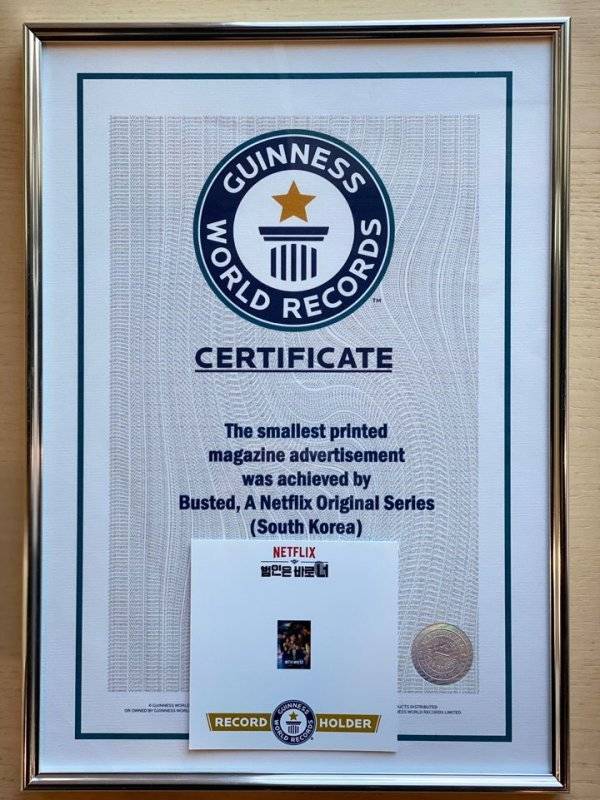 GUINNESS
WORLD RECORDS
™
CERTIFICATE
The smallest printed
magazine advertisement
was achieved by
Busted, A Netflix Original Series
(South Korea)
NETFLIX
범인은 바로너
RECORD
GUINNESS
WORLD RECORDS
HOLDER